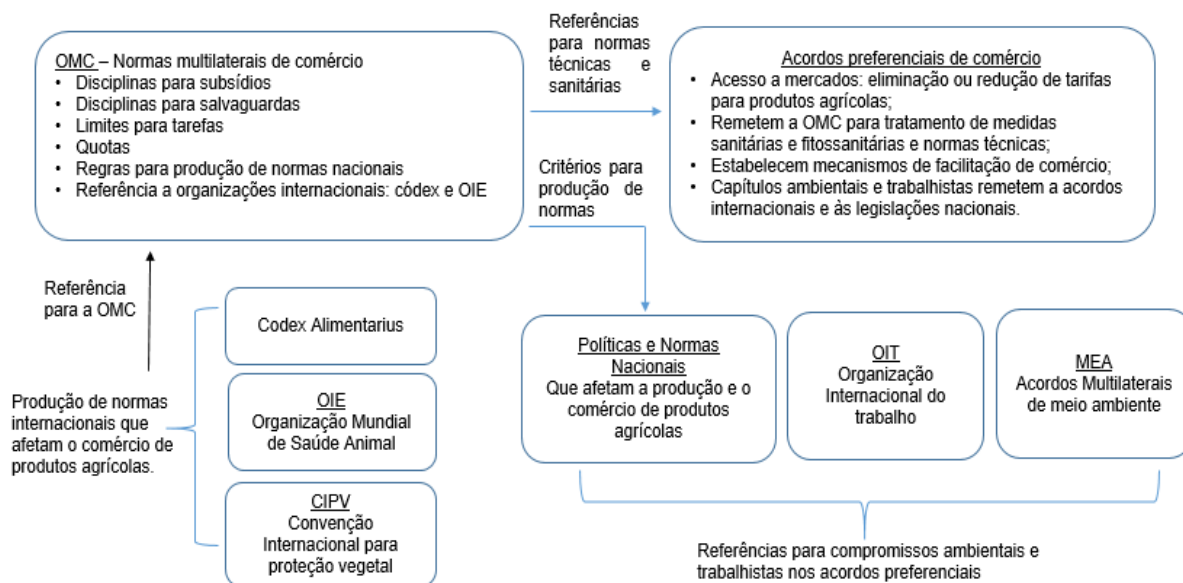 OMC – Normas multilaterais de comércio
• Disciplinas para subsídios
• Disciplinas para salvaguardas
• Limites para tarefas
• Quotas
• Regras para produção de normas nacionais
• Referência a organizações internacionais: códex e OIE
Referências
para normas
técnicas e
sanitárias
Acordos preferenciais de comércio
• Acesso a mercados: eliminação ou redução de tarifas
para produtos agrícolas;
• Remetem a OMC para tratamento de medidas
sanitárias e fitossanitárias e normas técnicas;
• Estabelecem mecanismos de facilitação de comércio;
• Capítulos ambientais e trabalhistas remetem a acordos
internacionais e às legislações nacionais.
Critérios para
produção de
normas
Referência
para a OMC
Produção de normas
internacionais que
afetam o comércio de
produtos agrícolas.
Codex Alimentarius
OIE
Organização Mundial
de Saúde Animal
CIPV
Convenção
Internacional para
proteção vegetal
Políticas e Normas
Nacionais
Que afetam a produção e o
comércio de produtos
agrícolas
OIT
Organização
Internacional do
trabalho
MEA
Acordos Multilaterais
de meio ambiente
Referências para compromissos ambientais e
trabalhistas nos acordos preferenciais